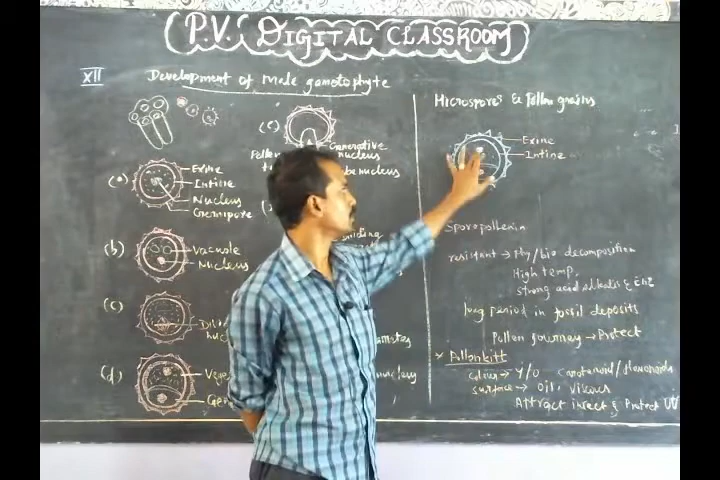 P.V. DIGITAL CLASSROOM
XII
Development of male gametophyte
(a)
Exine
Intine
Nucleus
Germpore
(b)
Vacuole
Nucleus
(c)
(d)
(e)
Generative
nucleus
Microspores & Pollen grains
Exine
Intine
Sporopollenin
resistant → Phy/bio decomposition
High temp,
strong acid alkalis &
long period in fossil deposits
Pollen journey → Protect
× Pollenkitt
colour → Y/O Carotenoid/flavonoids
surface → Oil, Viscous
Attract insect & Protect UV